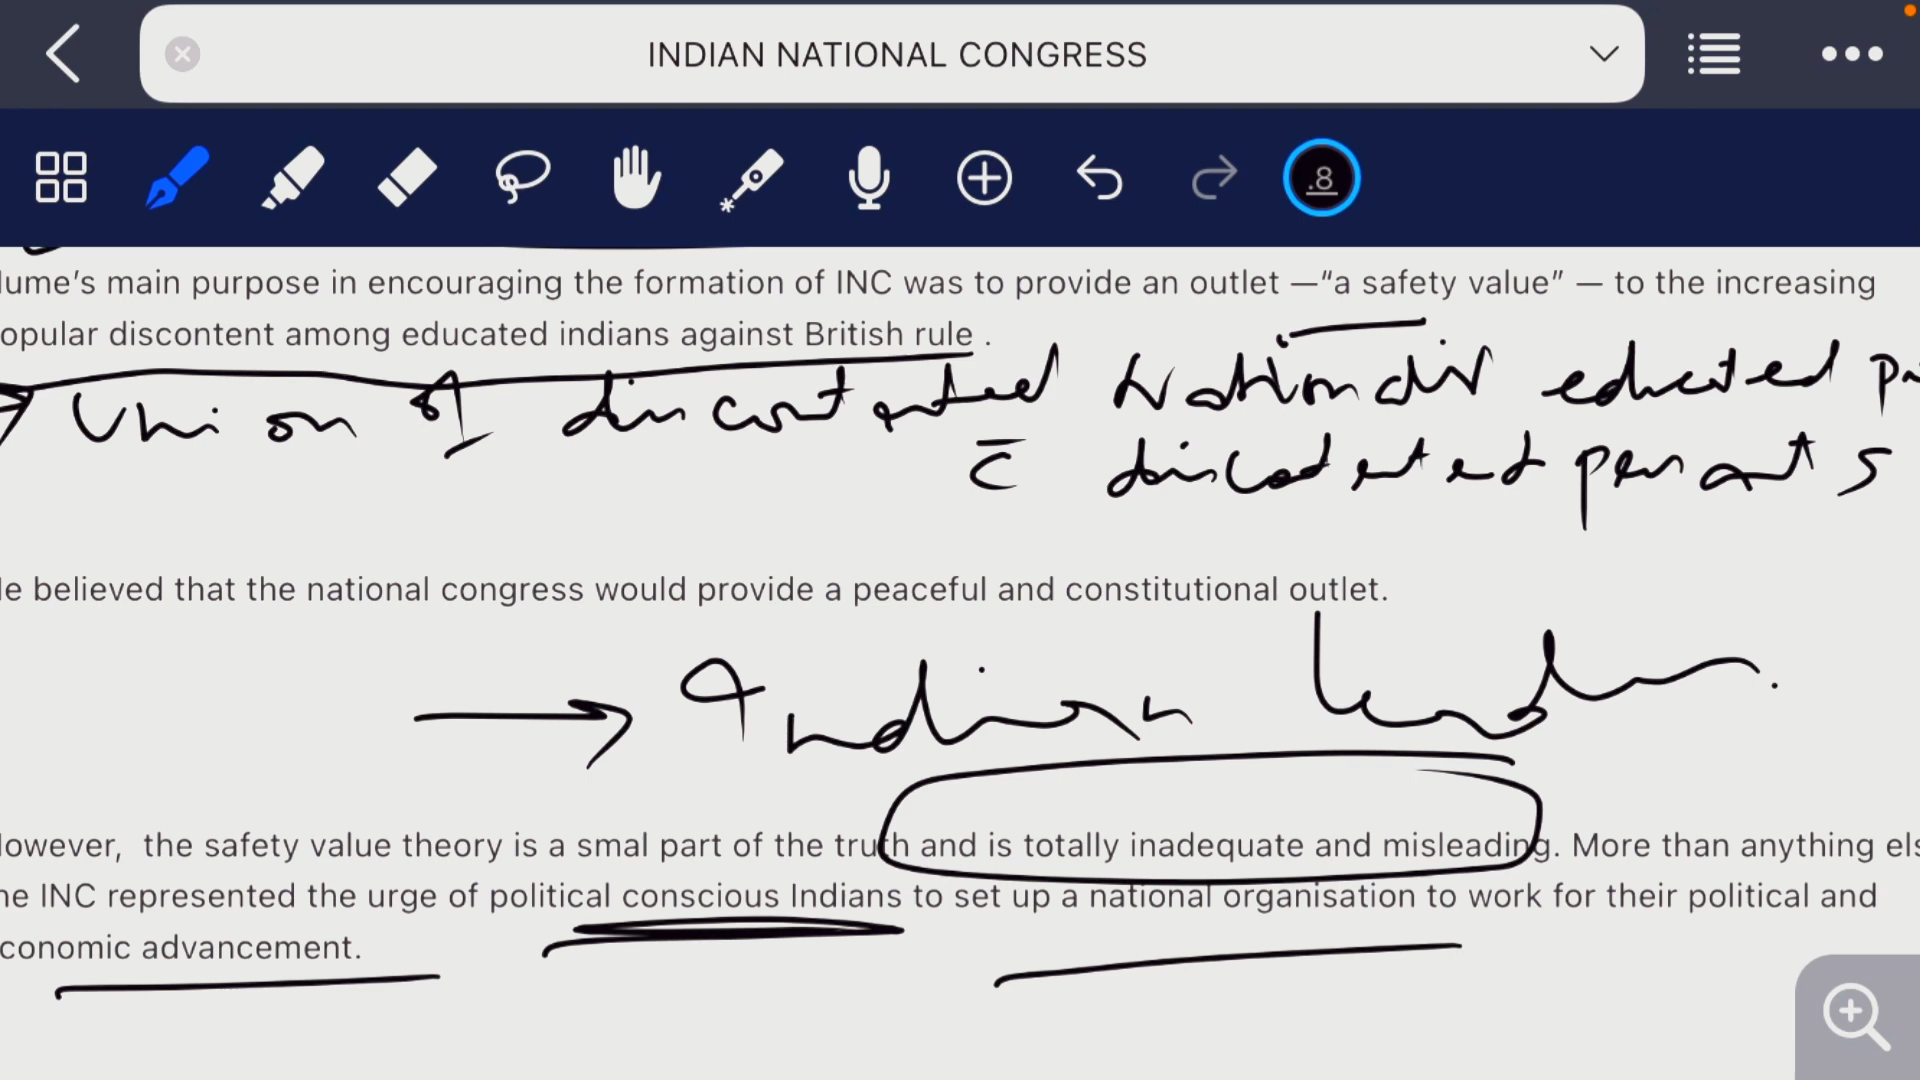 INDIAN NATIONAL CONGRESS
.8
lume's main purpose in encouraging the formation of INC was to provide an outlet —“a safety value” — to the increasing
opular discontent among educated indians against British rule .
Union of discontented Nationalist educated
c̅ discontented peasants
le believed that the national congress would provide a peaceful and constitutional outlet.
→ Indian leader.
lowever, the safety value theory is a smal part of the truth and is totally inadequate and misleading. More than anything els
he INC represented the urge of political conscious Indians to set up a national organisation to work for their political and
conomic advancement.